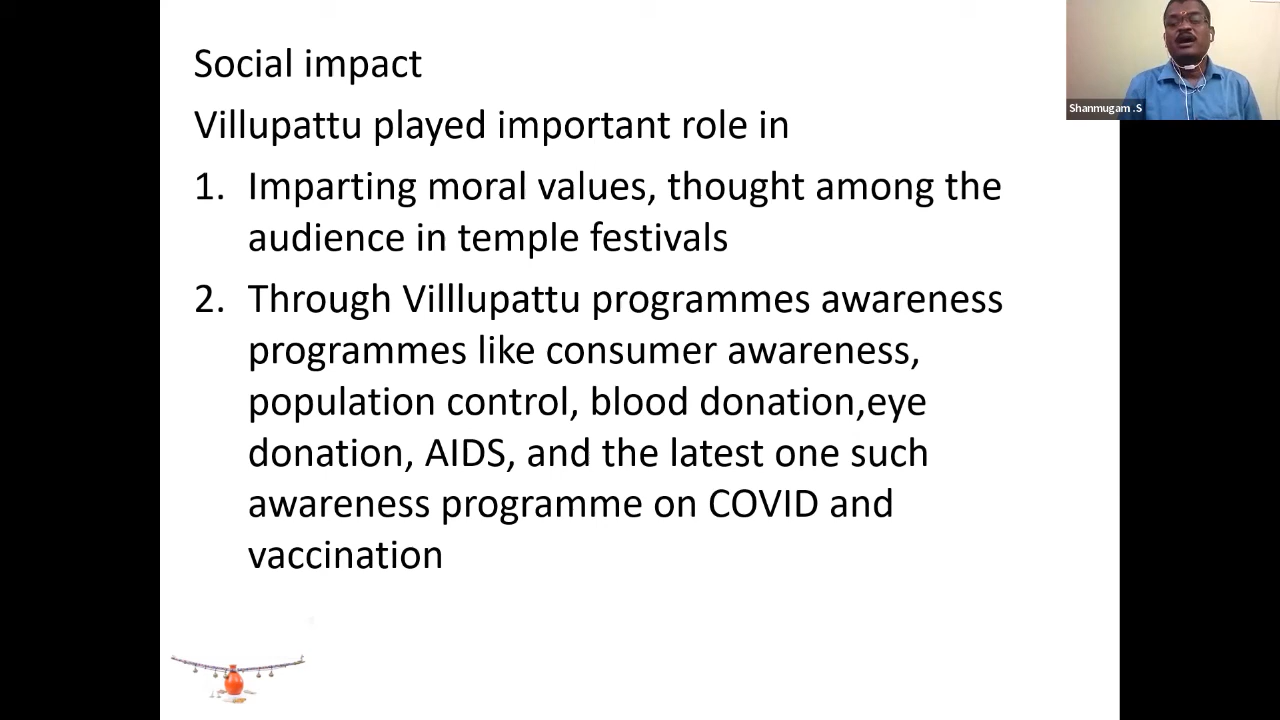 Social impact
Villupattu played important role in
1. Imparting moral values, thought among the
audience in temple festivals
2. Through Villlupattu programmes awareness
programmes like consumer awareness,
population control, blood donation,eye
donation, AIDS, and the latest one such
awareness programme on COVID and
vaccination
Shanmugam .S